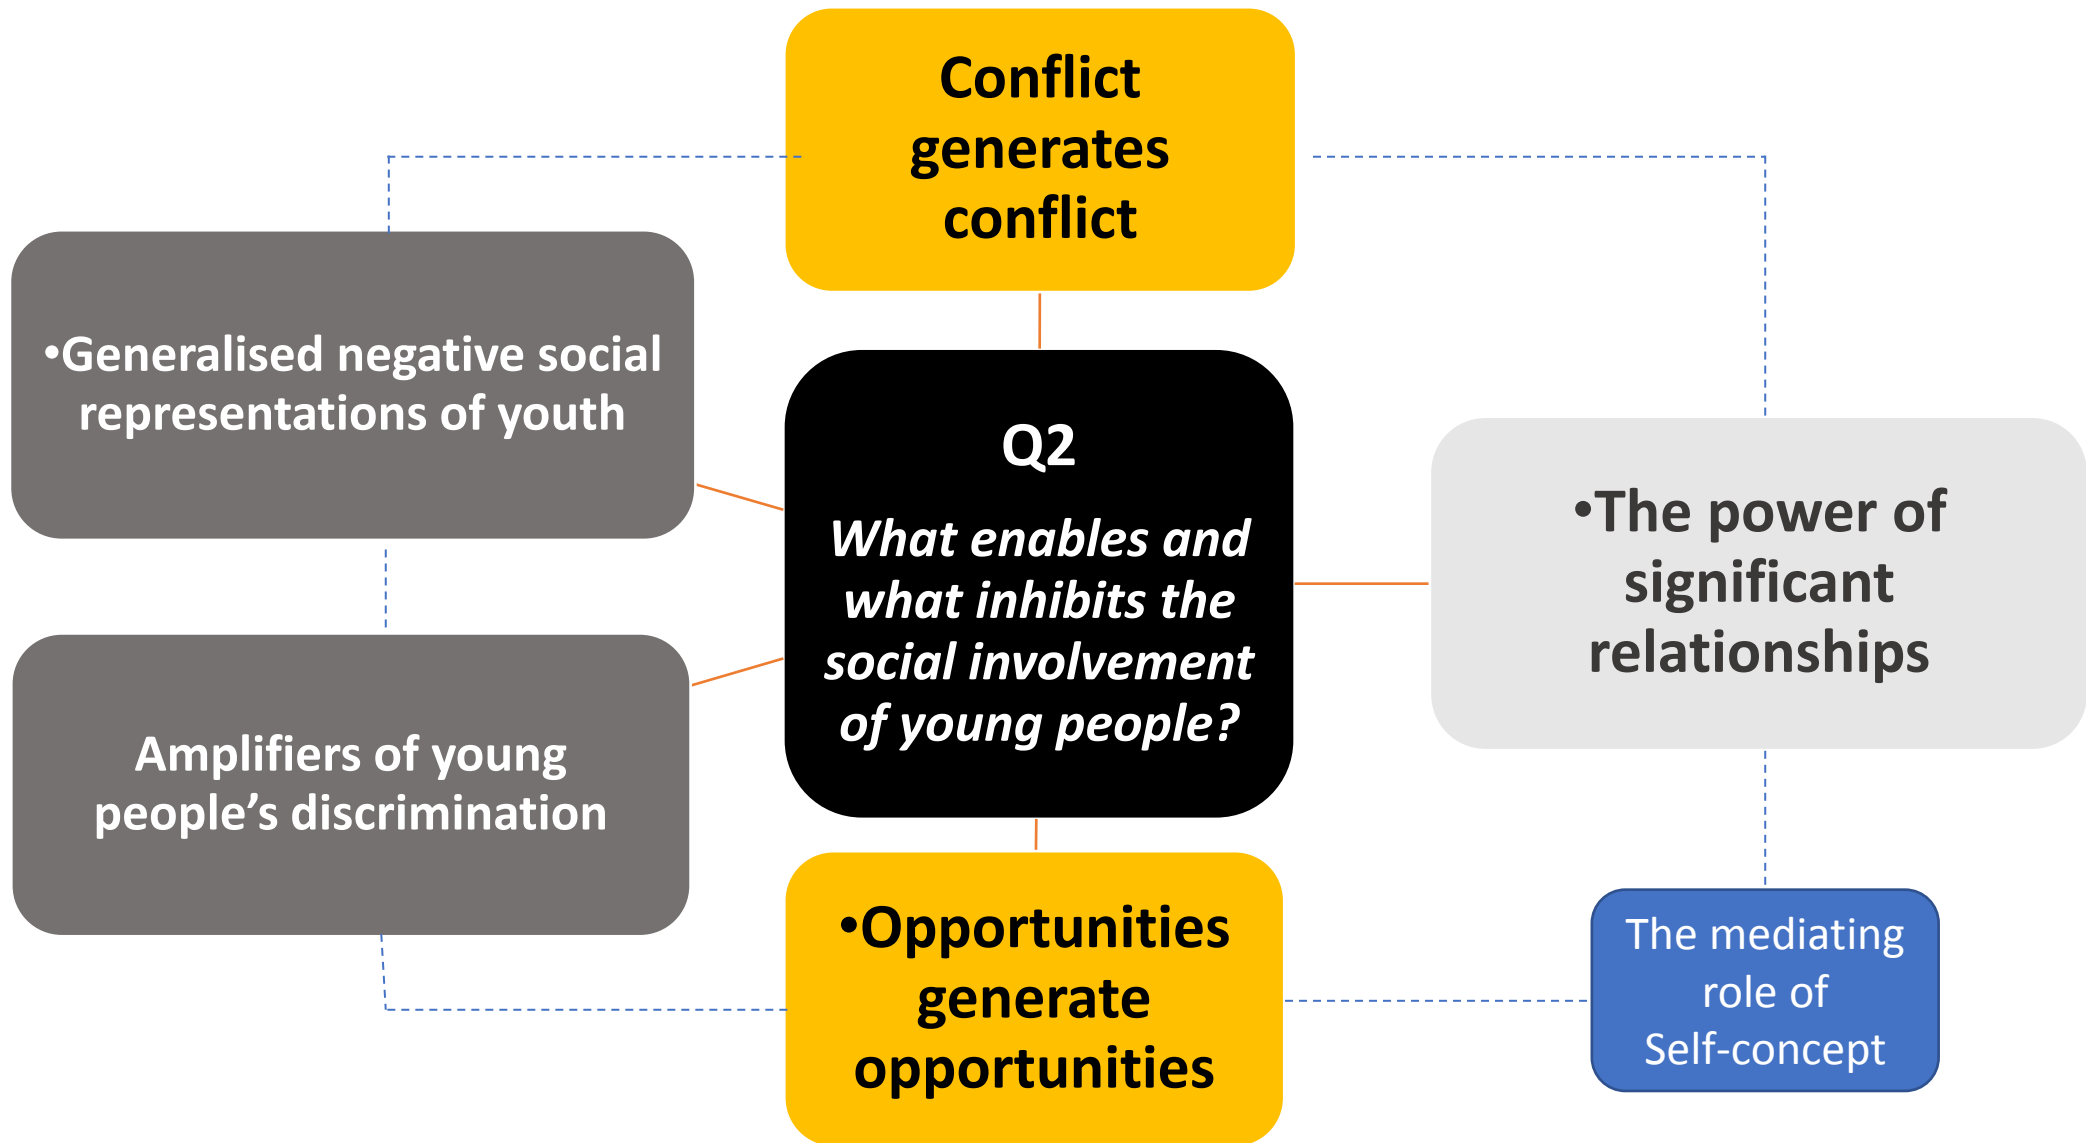 Conflict
generates
conflict
•Generalised negative social
representations of youth
Q2
What enables and
what inhibits the
social involvement
of young people?
•The power of
significant
relationships
Amplifiers of young
people’s discrimination
•Opportunities
generate
opportunities
The mediating
role of
Self-concept